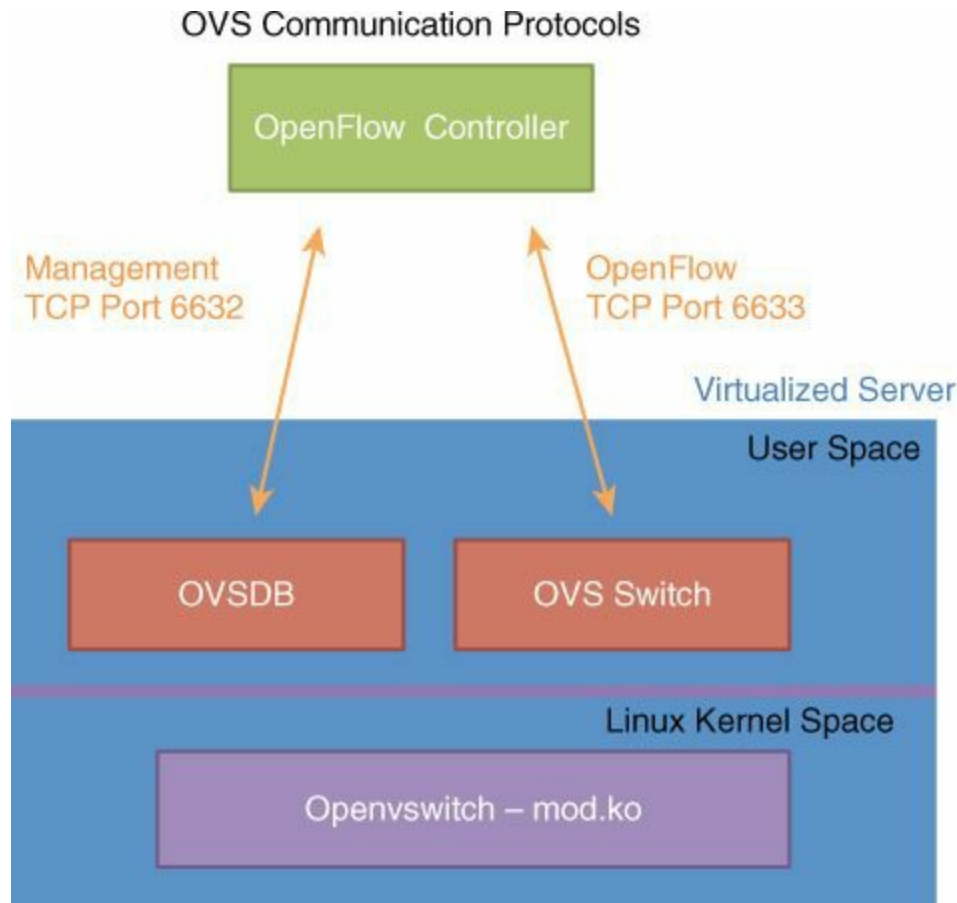 OVS Communication Protocols
OpenFlow Controller
Management
TCP Port 6632
OpenFlow
TCP Port 6633
Virtualized Server
User Space
OVSDB
OVS Switch
Linux Kernel Space
Openvswitch – mod.ko